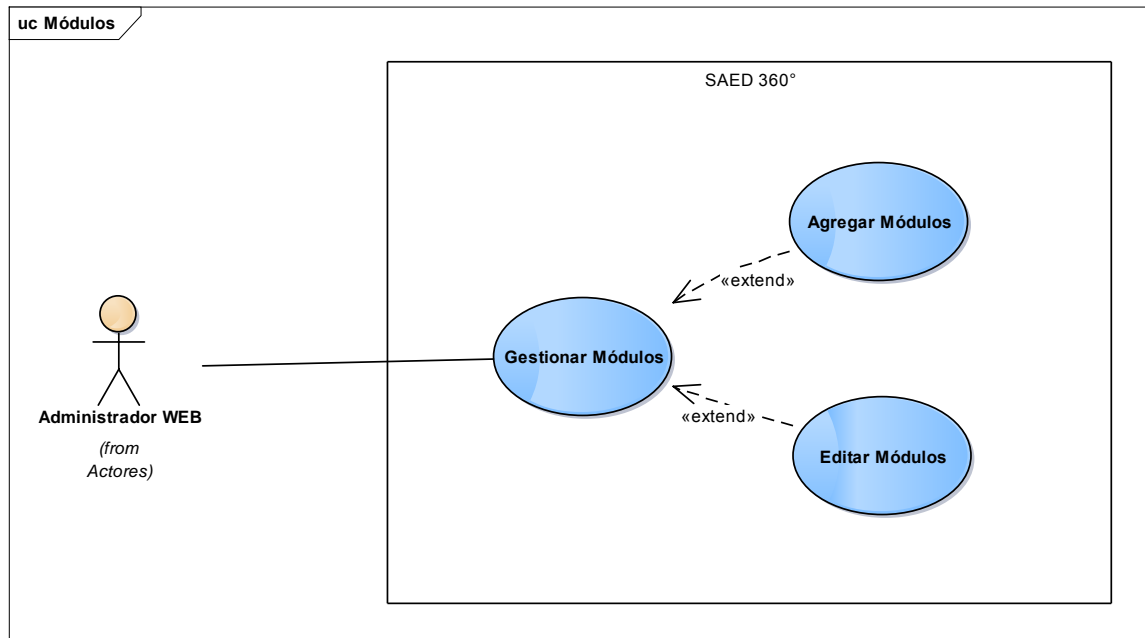 uc Módulos
SAED 360°
Agregar Módulos
«extend»
Gestionar Módulos
«extend»
Editar Módulos
Administrador WEB
(from
Actores)